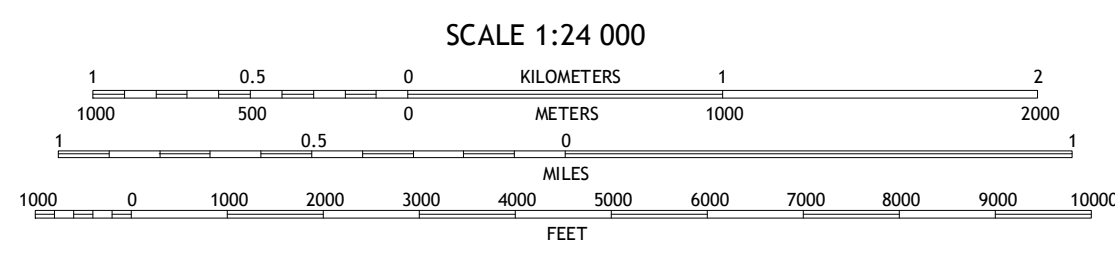 SCALE 1:24 000
1 0.5 0 KILOMETERS 1 2
1000 500 0 METERS 1000 2000
1 0.5 0 1
MILES
1000 0 1000 2000 3000 4000 5000 6000 7000 8000 9000 10000
FEET